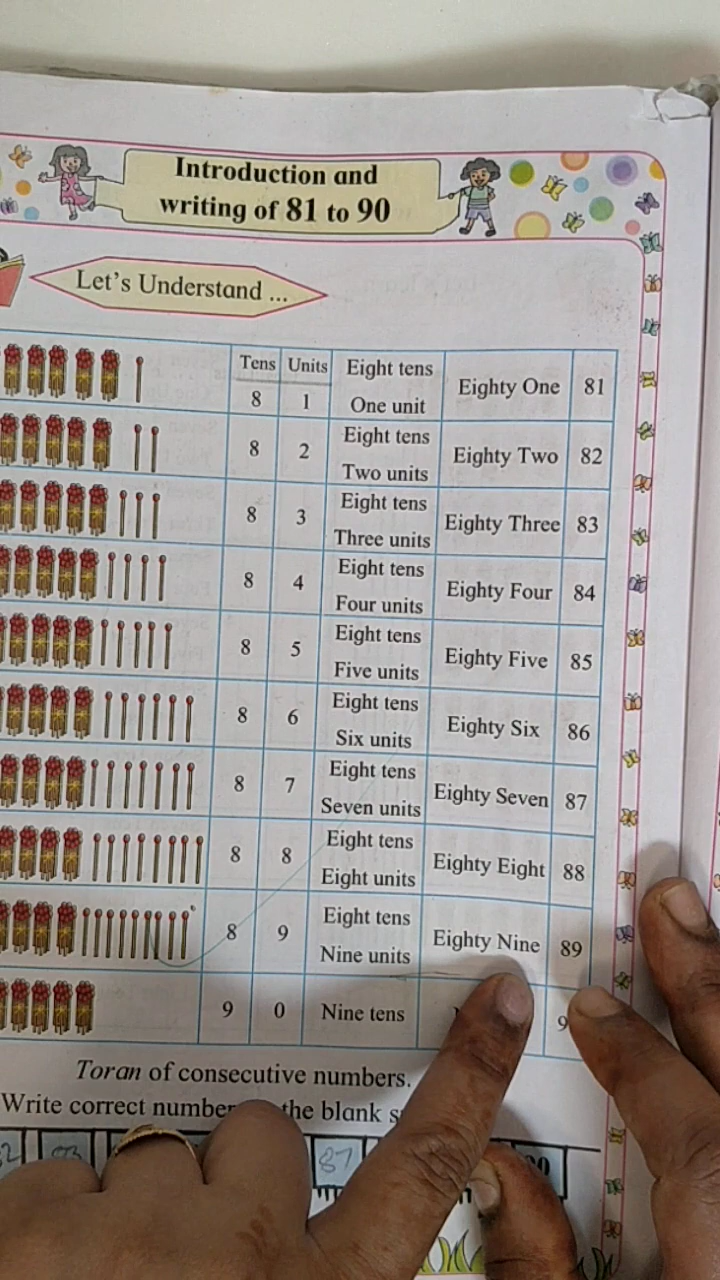 Introduction and
writing of 81 to 90
Let's Understand ...
Tens Units Eight tens
8 1 One unit Eighty One 81
8 2 Eight tens
Two units Eighty Two 82
8 3 Eight tens
Three units Eighty Three 83
8 4 Eight tens
Four units Eighty Four 84
8 5 Eight tens
Five units Eighty Five 85
8 6 Eight tens
Six units Eighty Six 86
8 7 Eight tens
Seven units Eighty Seven 87
8 8 Eight tens
Eight units Eighty Eight 88
8 9 Eight tens
Nine units Eighty Nine 89
9 0 Nine tens
Toran of consecutive numbers.
Write correct the blank
87